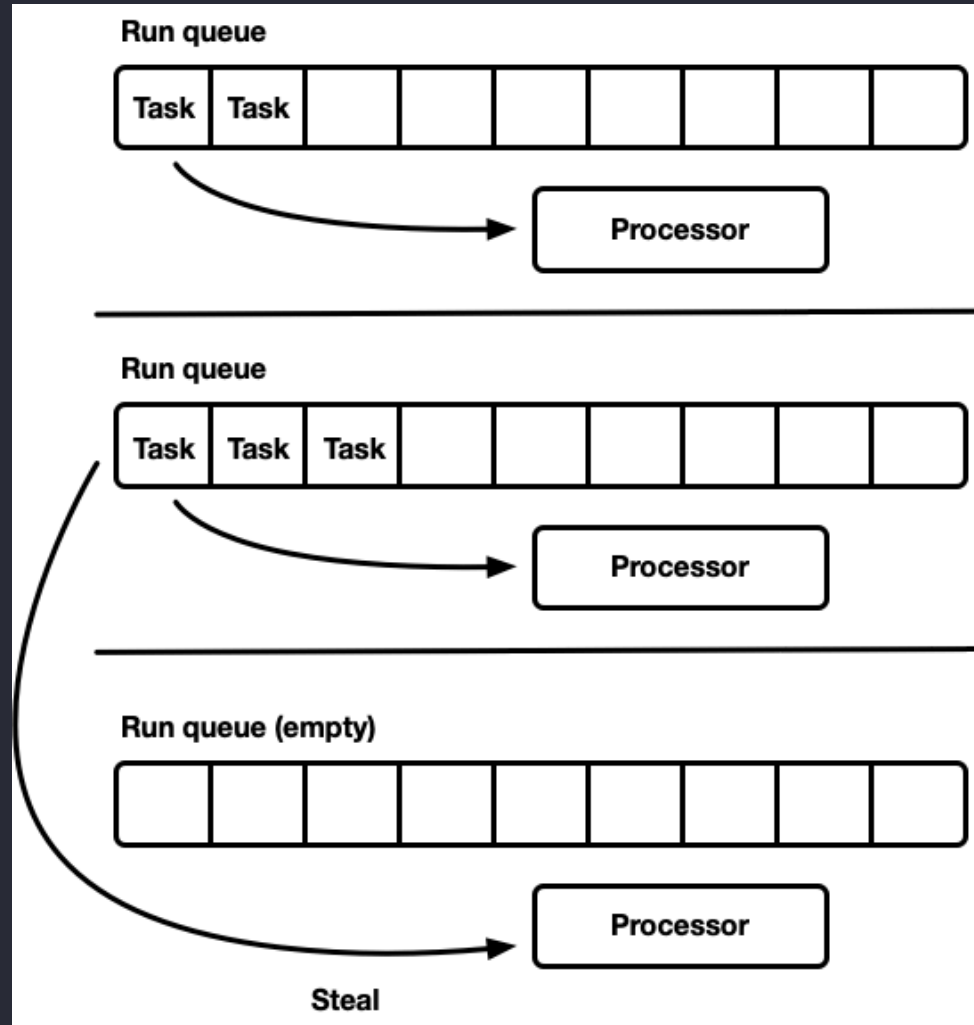 Run queue
Task Task
Processor
Run queue
Task Task Task
Processor
Run queue (empty)
Processor
Steal